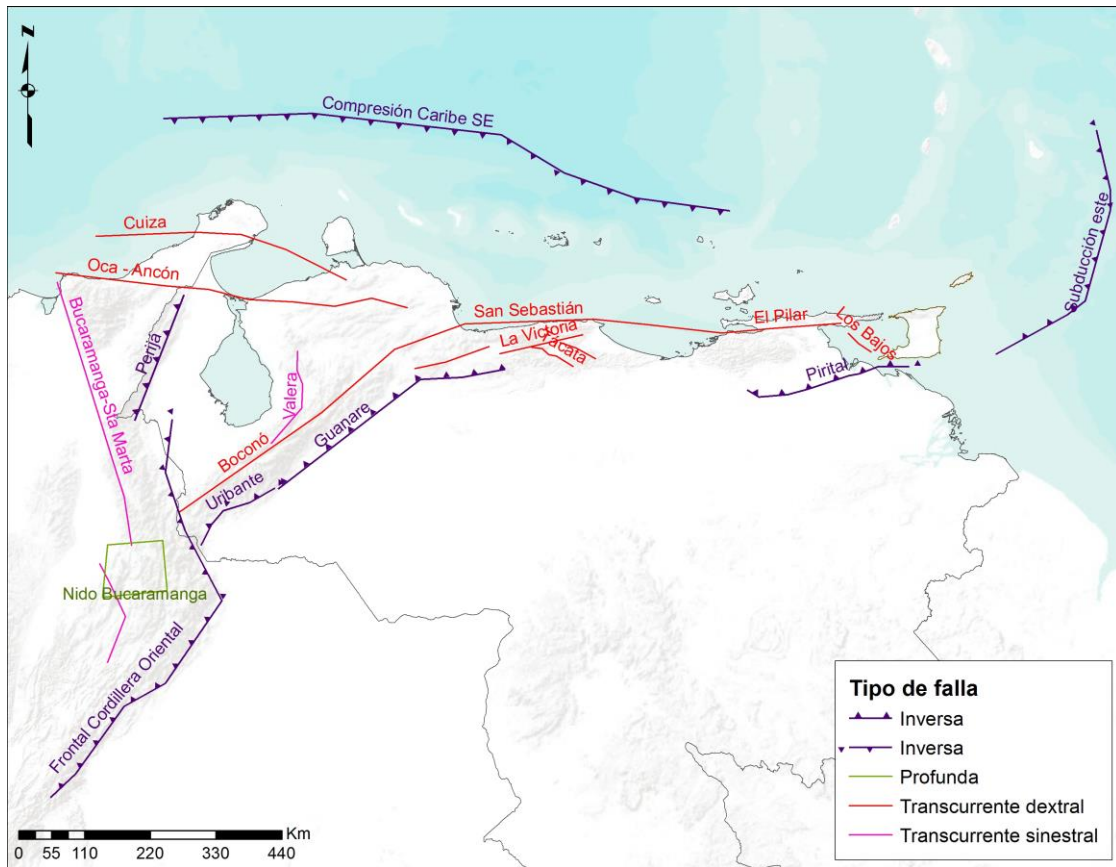 N
Compresión Caribe SE
Cuiza
Oca - Ancón
Subducción este
Bucaramanga-Sta Marta
Perijá
San Sebastián
El Pilar
La Victoria
Tacata
Los Bajos
Pirital
Valera
Boconó
Guanare
Uribante
Nido Bucaramanga
Frontal Cordillera Oriental
Tipo de falla
Inversa
Inversa
Profunda
Transcurrente dextral
Transcurrente sinestral
Km
0 55 110 220 330 440